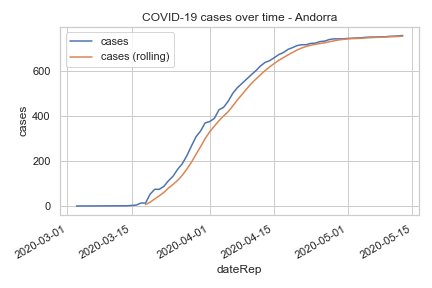 COVID-19 cases over time - Andorra
cases
cases (rolling)
600
400
200
0
cases
2020-03-01
2020-03-15
2020-04-01
2020-04-15
2020-05-01
2020-05-15
dateRep